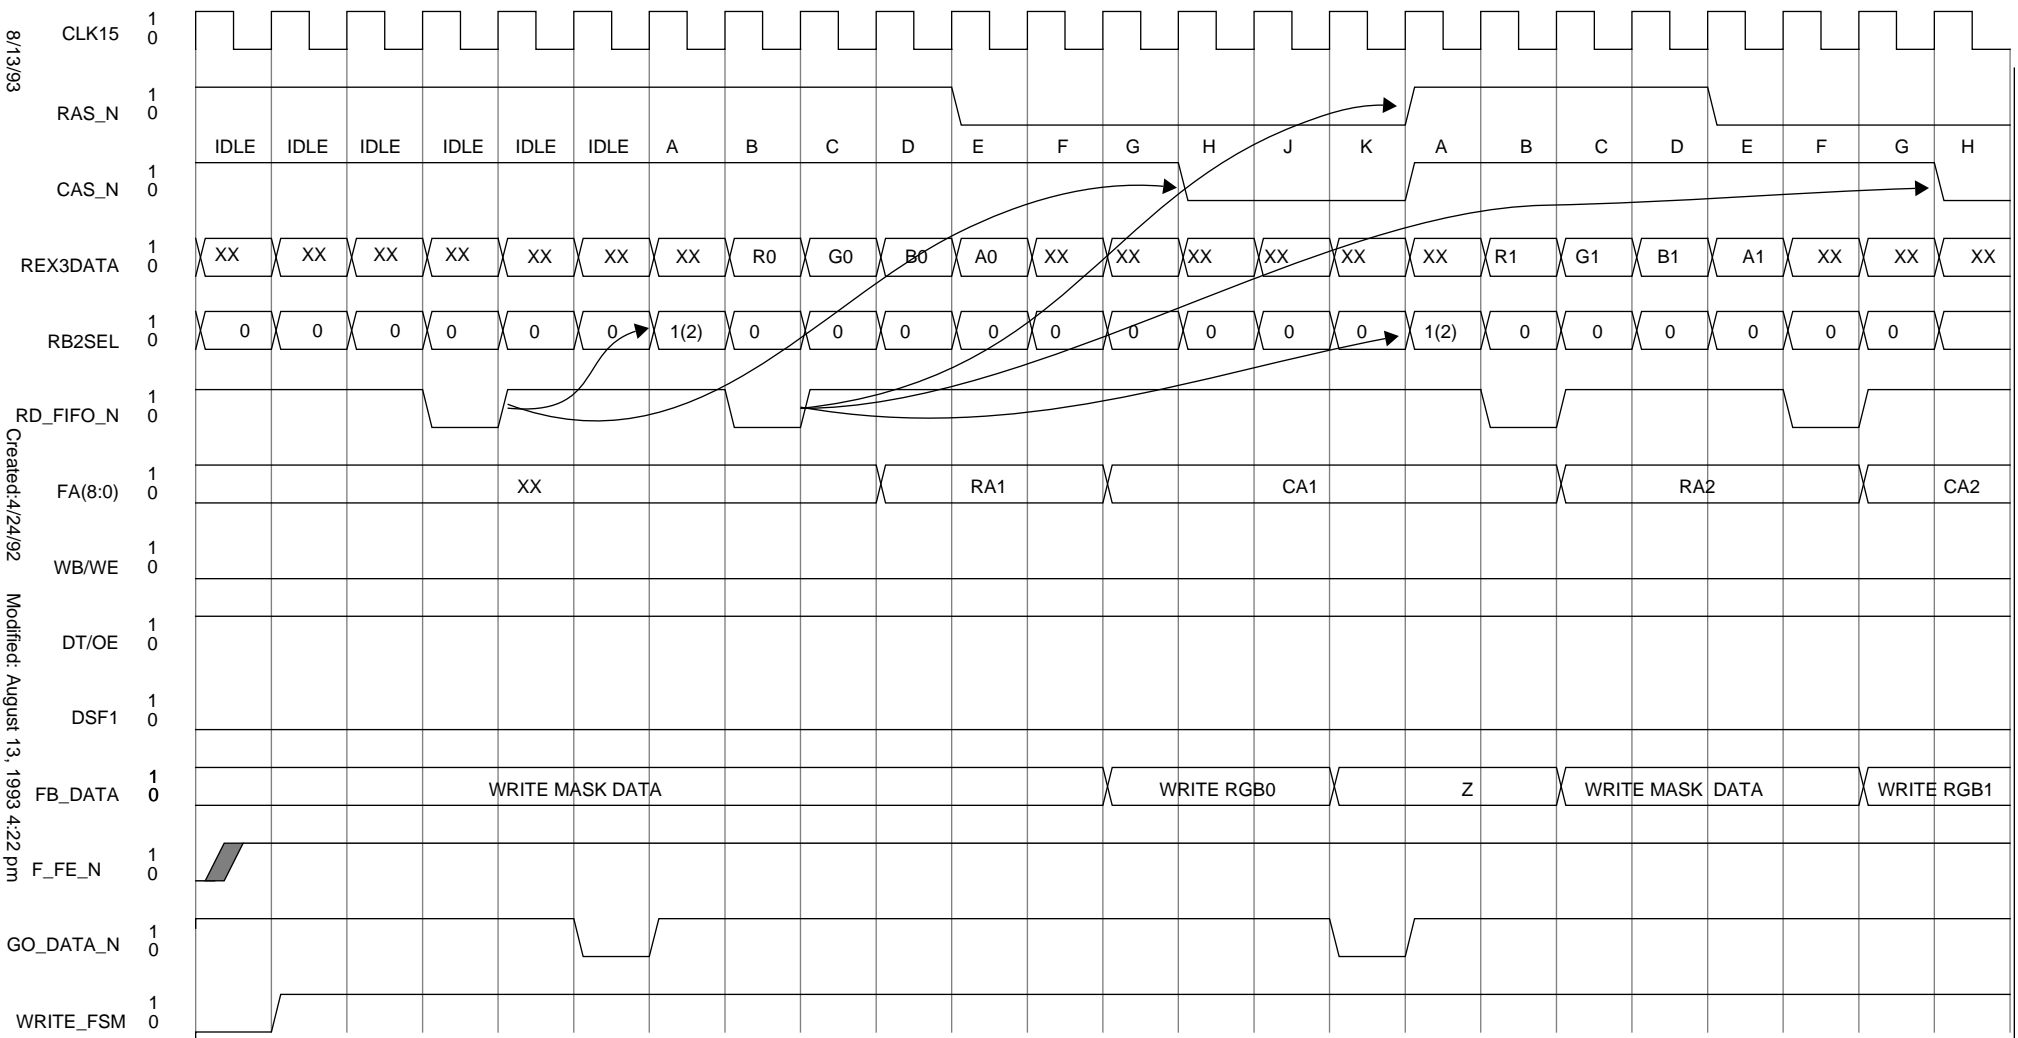 8/13/93
Created:4/24/92 Modified: August 13, 1993 4:22 pm
CLK15 1 0
RAS_N 1 0
IDLE IDLE IDLE IDLE IDLE IDLE A B C D E F G H J K A B C D E F G H
CAS_N 1 0
REX3DATA 1 0 XX XX XX XX XX XX XX R0 G0 B0 A0 XX XX XX XX XX XX R1 G1 B1 A1 XX XX XX
RB2SEL 1 0 0 0 0 0 0 0 1(2) 0 0 0 0 0 0 0 0 0 1(2) 0 0 0 0 0 0
RD_FIFO_N 1 0
FA(8:0) 1 0 XX RA1 CA1 RA2 CA2
WB/WE 1 0
DT/OE 1 0
DSF1 1 0
FB_DATA 1 0 WRITE MASK DATA WRITE RGB0 Z WRITE MASK DATA WRITE RGB1
F_FE_N 1 0
GO_DATA_N 1 0
WRITE_FSM 1 0